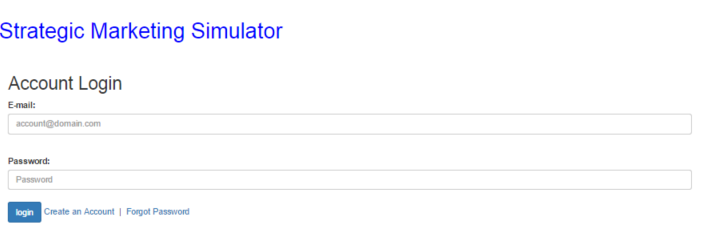 Strategic Marketing Simulator
Account Login
E-mail:
account@domain.com
Password:
Password
login Create an Account | Forgot Password